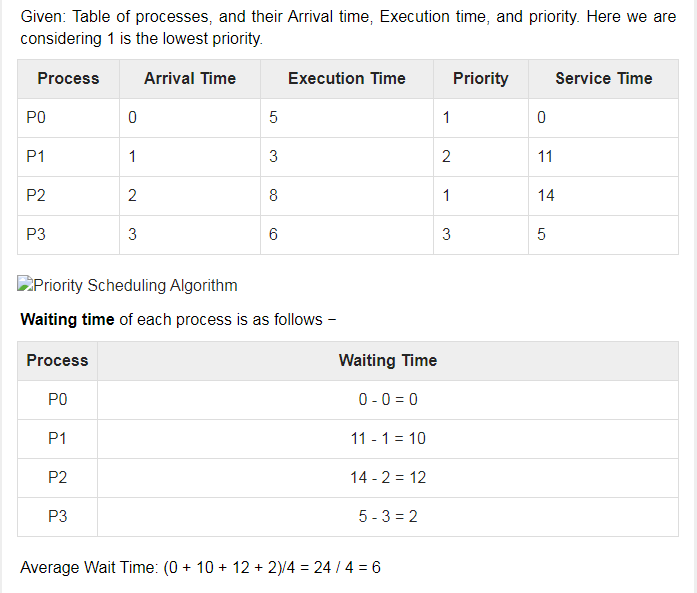 Given: Table of processes, and their Arrival time, Execution time, and priority. Here we are
considering 1 is the lowest priority.
Process Arrival Time Execution Time Priority Service Time
P0 0 5 1 0
P1 1 3 2 11
P2 2 8 1 14
P3 3 6 3 5
Priority Scheduling Algorithm
Waiting time of each process is as follows −
Process Waiting Time
P0 0 - 0 = 0
P1 11 - 1 = 10
P2 14 - 2 = 12
P3 5 - 3 = 2
Average Wait Time: (0 + 10 + 12 + 2)/4 = 24 / 4 = 6